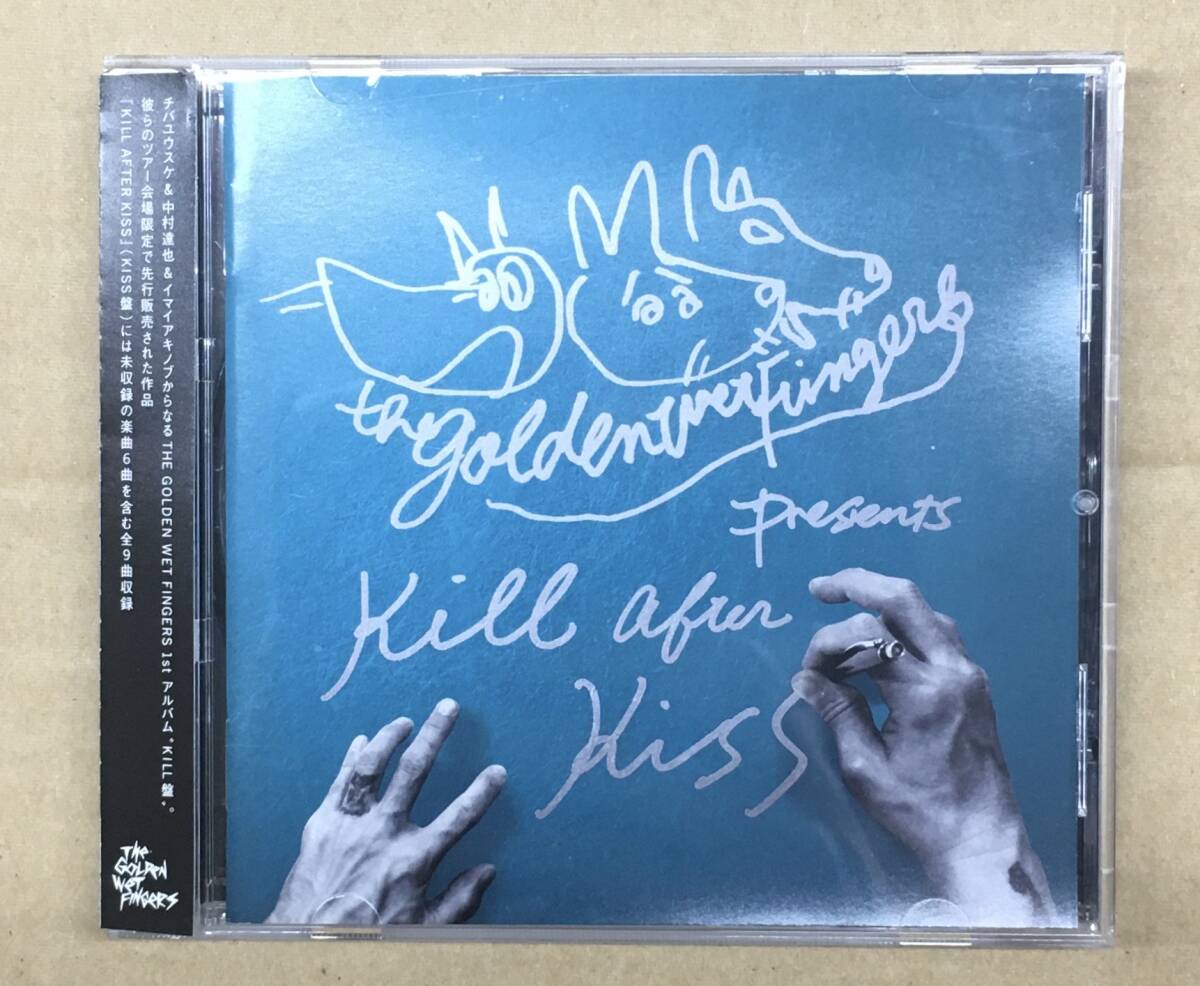 チバユウスケ & 中村達也 & イマイアキノブからなる THE GOLDEN WET FINGERS 1st アルバム“KILL盤”。
彼らのツアー会場限定で先行販売された作品
「KILL AFTER KISS」(KISS盤)には未収録の楽曲6曲を含む全9曲収録
THE
GOLDEN
WET
FINGERS
the golden wet fingers
presents
Kill after
Kiss